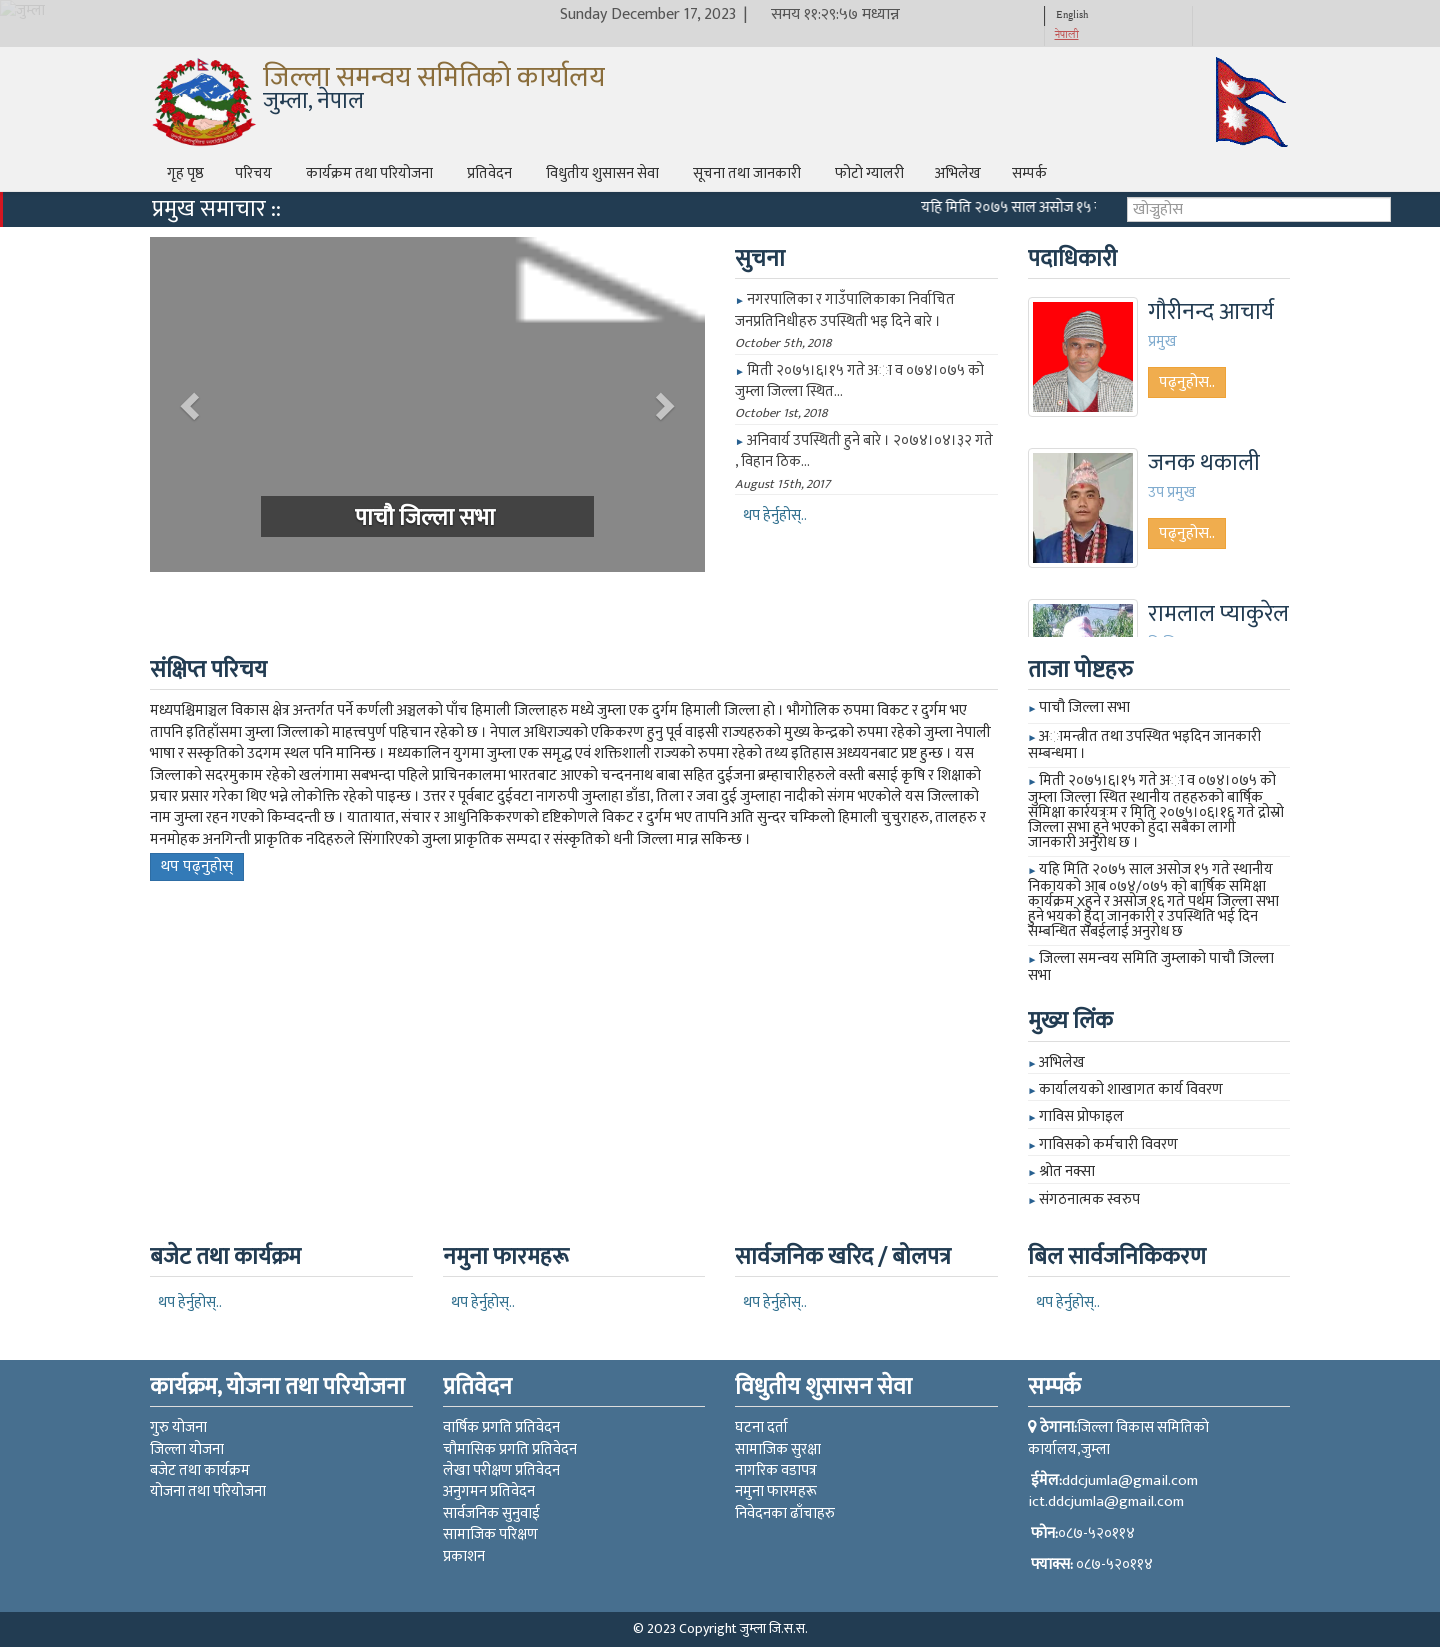 जुम्ला
Sunday December 17, 2023 | समय ११:२९:५७ मध्यान्न
English
नेपाली
जिल्ला समन्वय समितिको कार्यालय
जुम्ला, नेपाल
गृह पृष्ठ परिचय कार्यक्रम तथा परियोजना प्रतिवेदन विधुतीय शुसासन सेवा सूचना तथा जानकारी फोटो ग्यालरी अभिलेख सम्पर्क
प्रमुख समाचार ::
यहि मिति २०७५ साल असोज १५
खोज्नुहोस
पाचौ जिल्ला सभा
सुचना
► नगरपालिका र गाउँपालिकाका निर्वाचित
जनप्रतिनिधीहरु उपस्थिती भइ दिने बारे ।
October 5th, 2018
► मिती २०७५।६।१५ गते अ◌ा व ०७४।०७५ को
जुम्ला जिल्ला स्थित...
October 1st, 2018
► अनिवार्य उपस्थिती हुने बारे । २०७४।०४।३२ गते
, विहान ठिक...
August 15th, 2017
थप हेर्नुहोस्..
पदाधिकारी
गौरीनन्द आचार्य
प्रमुख
पढ्नुहोस..
जनक थकाली
उप प्रमुख
पढ्नुहोस..
रामलाल प्याकुरेल
संक्षिप्त परिचय
मध्यपश्चिमाञ्चल विकास क्षेत्र अन्तर्गत पर्ने कर्णली अञ्चलको पाँच हिमाली जिल्लाहरु मध्ये जुम्ला एक दुर्गम हिमाली जिल्ला हो । भौगोलिक रुपमा विकट र दुर्गम भए
तापनि इतिहाँसमा जुम्ला जिल्लाको माहत्त्वपुर्ण पहिचान रहेको छ । नेपाल अधिराज्यको एकिकरण हुनु पूर्व वाइसी राज्यहरुको मुख्य केन्द्रको रुपमा रहेको जुम्ला नेपाली
भाषा र सस्कृतिको उदगम स्थल पनि मानिन्छ । मध्यकालिन युगमा जुम्ला एक समृद्ध एवं शक्तिशाली राज्यको रुपमा रहेको तथ्य इतिहास अध्ययनबाट प्रष्ट हुन्छ । यस
जिल्लाको सदरमुकाम रहेको खलंगामा सबभन्दा पहिले प्राचिनकालमा भारतबाट आएको चन्दननाथ बाबा सहित दुईजना ब्रम्हाचारीहरुले वस्ती बसाई कृषि र शिक्षाको
प्रचार प्रसार गरेका थिए भन्ने लोकोक्ति रहेको पाइन्छ । उत्तर र पूर्वबाट दुईवटा नागरुपी जुम्लाहा डाँडा, तिला र जवा दुई जुम्लाहा नादीको संगम भएकोले यस जिल्लाको
नाम जुम्ला रहन गएको किम्वदन्ती छ । यातायात, संचार र आधुनिकिकरणको दृष्टिकोणले विकट र दुर्गम भए तापनि अति सुन्दर चम्किलो हिमाली चुचुराहरु, तालहरु र
मनमोहक अनगिन्ती प्राकृतिक नदिहरुले सिंगारिएको जुम्ला प्राकृतिक सम्पदा र संस्कृतिको धनी जिल्ला मान्न सकिन्छ ।
थप पढ्नुहोस्
ताजा पोष्टहरु
► पाचौ जिल्ला सभा
► अ◌ामन्त्रीत तथा उपस्थित भइदिन जानकारी
सम्बन्धमा ।
► मिती २०७५।६।१५ गते अ◌ा व ०७४।०७५ को
जुम्ला जिल्ला स्थित स्थानीय तहहरुको बार्षिक
समिक्षा कार्रयक्रम र मिति २०७५।०६।१६ गते द्रोस्रो
जिल्ला सभा हुने भएको हुँदा सबैका लागी
जानकारी अनुरोध छ ।
► यहि मिति २०७५ साल असोज १५ गते स्थानीय
निकायको आब ०७४/०७५ को बार्षिक समिक्षा
कार्यक्रम xहुने र असोज १६ गते पर्थम जिल्ला सभा
हुने भयको हुँदा जानकारी र उपस्थिति भई दिन
सम्बन्धित सबईलाई अनुरोध छ
► जिल्ला समन्वय समिति जुम्लाको पाचौ जिल्ला
सभा
मुख्य लिंक
► अभिलेख
► कार्यालयको शाखागत कार्य विवरण
► गाविस प्रोफाइल
► गाविसको कर्मचारी विवरण
► श्रोत नक्सा
► संगठनात्मक स्वरुप
बजेट तथा कार्यक्रम
थप हेर्नुहोस्..
नमुना फारमहरू
थप हेर्नुहोस्..
सार्वजनिक खरिद / बोलपत्र
थप हेर्नुहोस्..
बिल सार्वजनिकिकरण
थप हेर्नुहोस्..
कार्यक्रम, योजना तथा परियोजना
गुरु योजना
जिल्ला योजना
बजेट तथा कार्यक्रम
योजना तथा परियोजना
प्रतिवेदन
वार्षिक प्रगति प्रतिवेदन
चौमासिक प्रगति प्रतिवेदन
लेखा परीक्षण प्रतिवेदन
अनुगमन प्रतिवेदन
सार्वजनिक सुनुवाई
सामाजिक परिक्षण
प्रकाशन
विधुतीय शुसासन सेवा
घटना दर्ता
सामाजिक सुरक्षा
नागरिक वडापत्र
नमुना फारमहरू
निवेदनका ढाँचाहरु
सम्पर्क
ठेगाना:जिल्ला विकास समितिको
कार्यालय,जुम्ला
ईमेल:ddcjumla@gmail.com
ict.ddcjumla@gmail.com
फोन:०८७-५२०११४
फ्याक्स: ०८७-५२०११४
© 2023 Copyright जुम्ला जि.स.स.